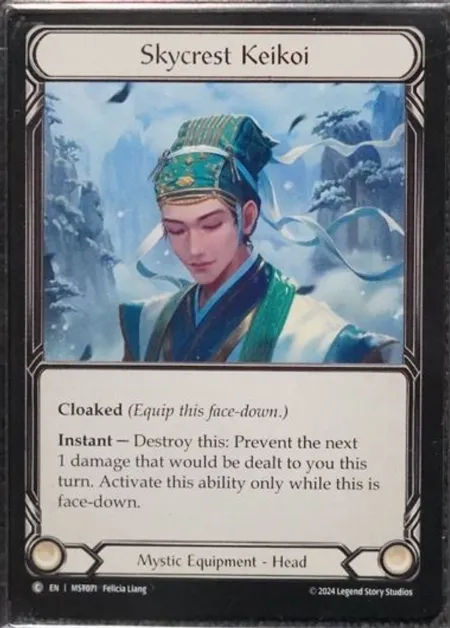 Skycrest Keikoi
Cloaked (Equip this face-down.)
Instant — Destroy this: Prevent the next
1 damage that would be dealt to you this
turn. Activate this ability only while this is
face-down.
Mystic Equipment - Head
C EN | MST071 Felicia Liang
© 2024 Legend Story Studios